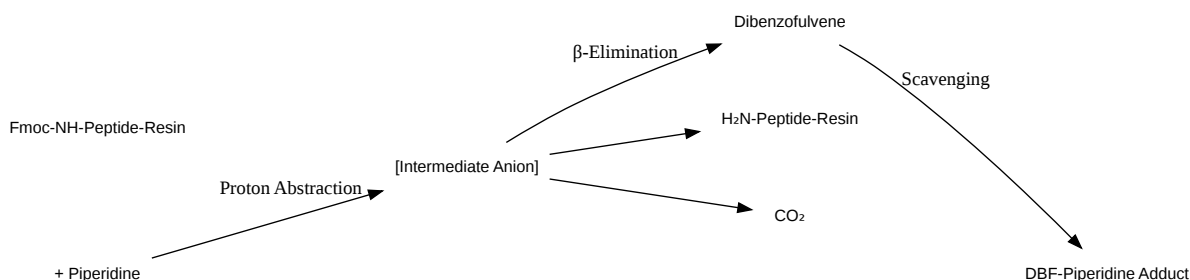 Dibenzofulvene
β-Elimination
Scavenging
Fmoc-NH-Peptide-Resin
H₂N-Peptide-Resin
[Intermediate Anion]
Proton Abstraction
CO₂
+ Piperidine
DBF-Piperidine Adduct